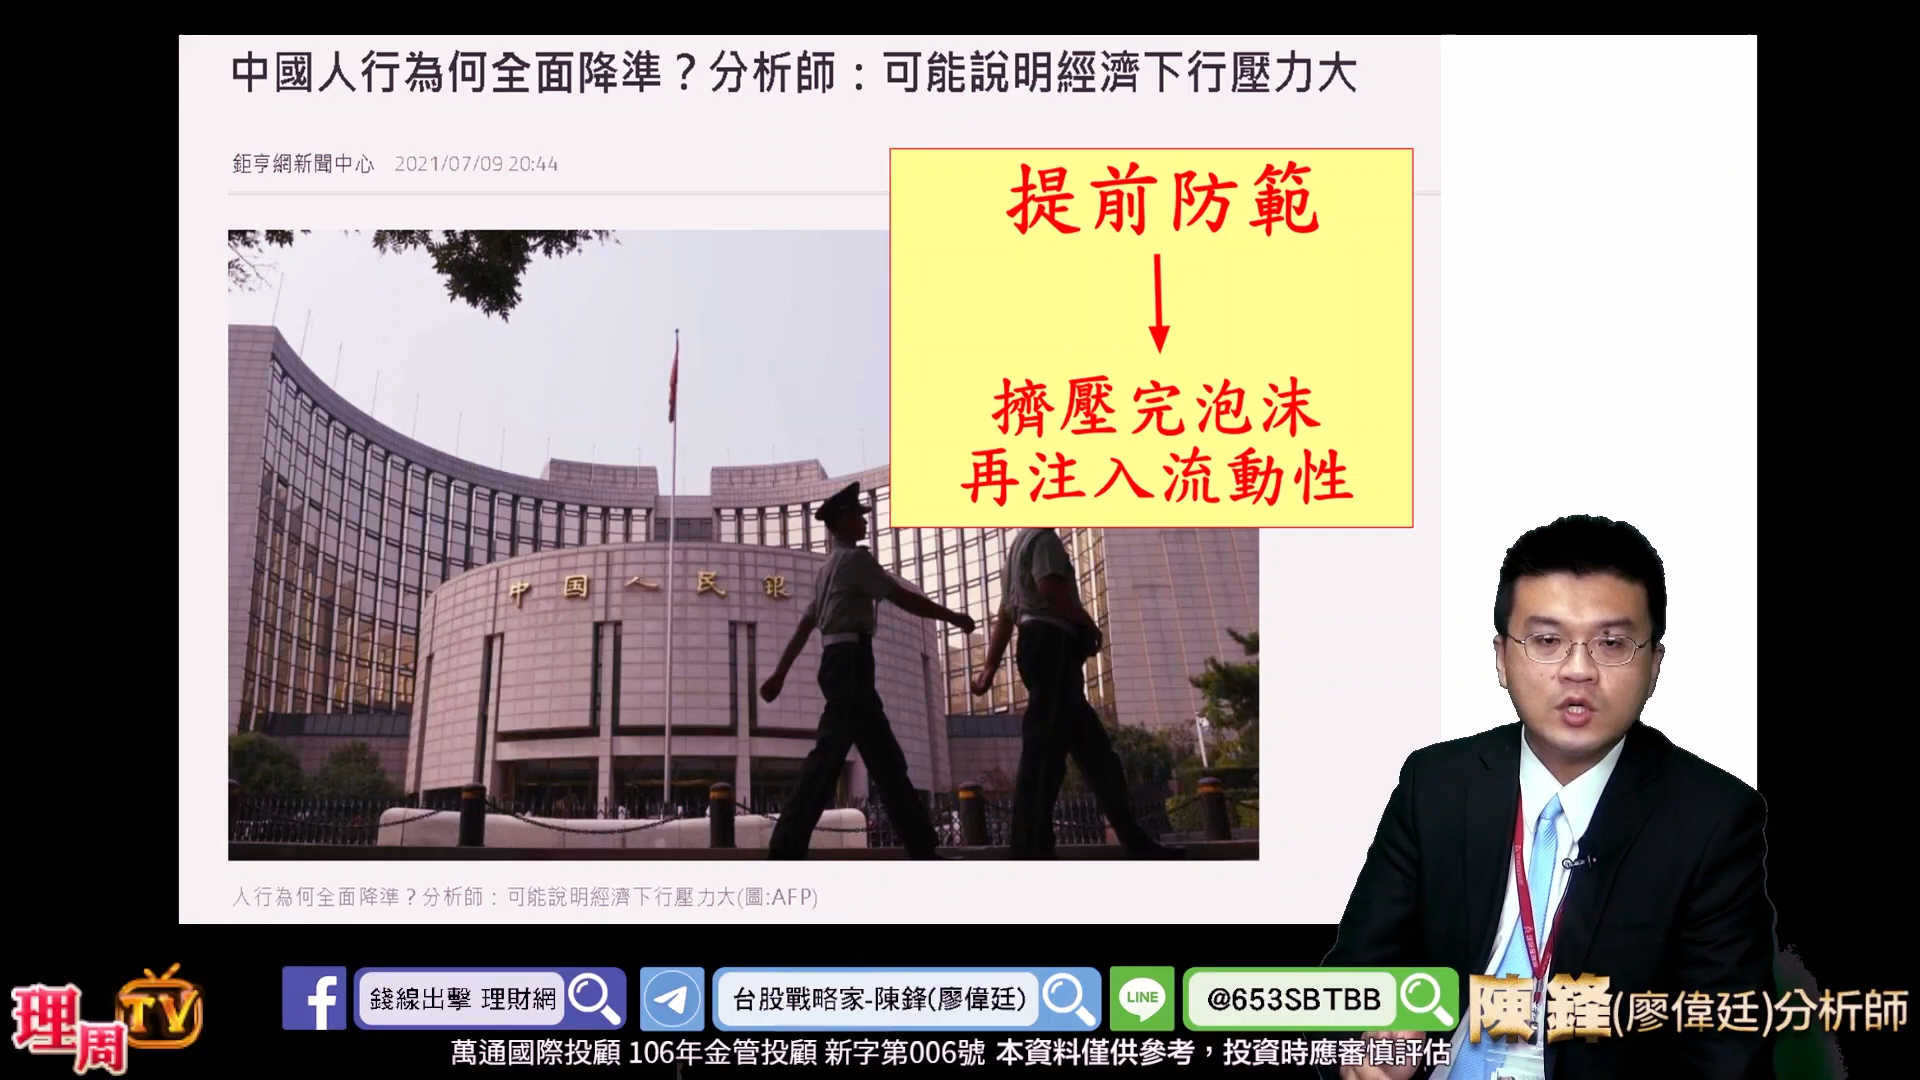 中國人行為何全面降準？分析師：可能說明經濟下行壓力大
鉅亨網新聞中心 2021/07/09 20:44
提前防範
擠壓完泡沫
再注入流動性
中国人民银
人行為何全面降準？分析師：可能說明經濟下行壓力大(圖:AFP)
理周TV
錢線出擊 理財網
台股戰略家-陳鋒(廖偉廷)
LINE
@653SBTBB
陳鋒(廖偉廷)分析師
萬通國際投顧 106年金管投顧 新字第006號 本資料僅供參考，投資時應審慎評估